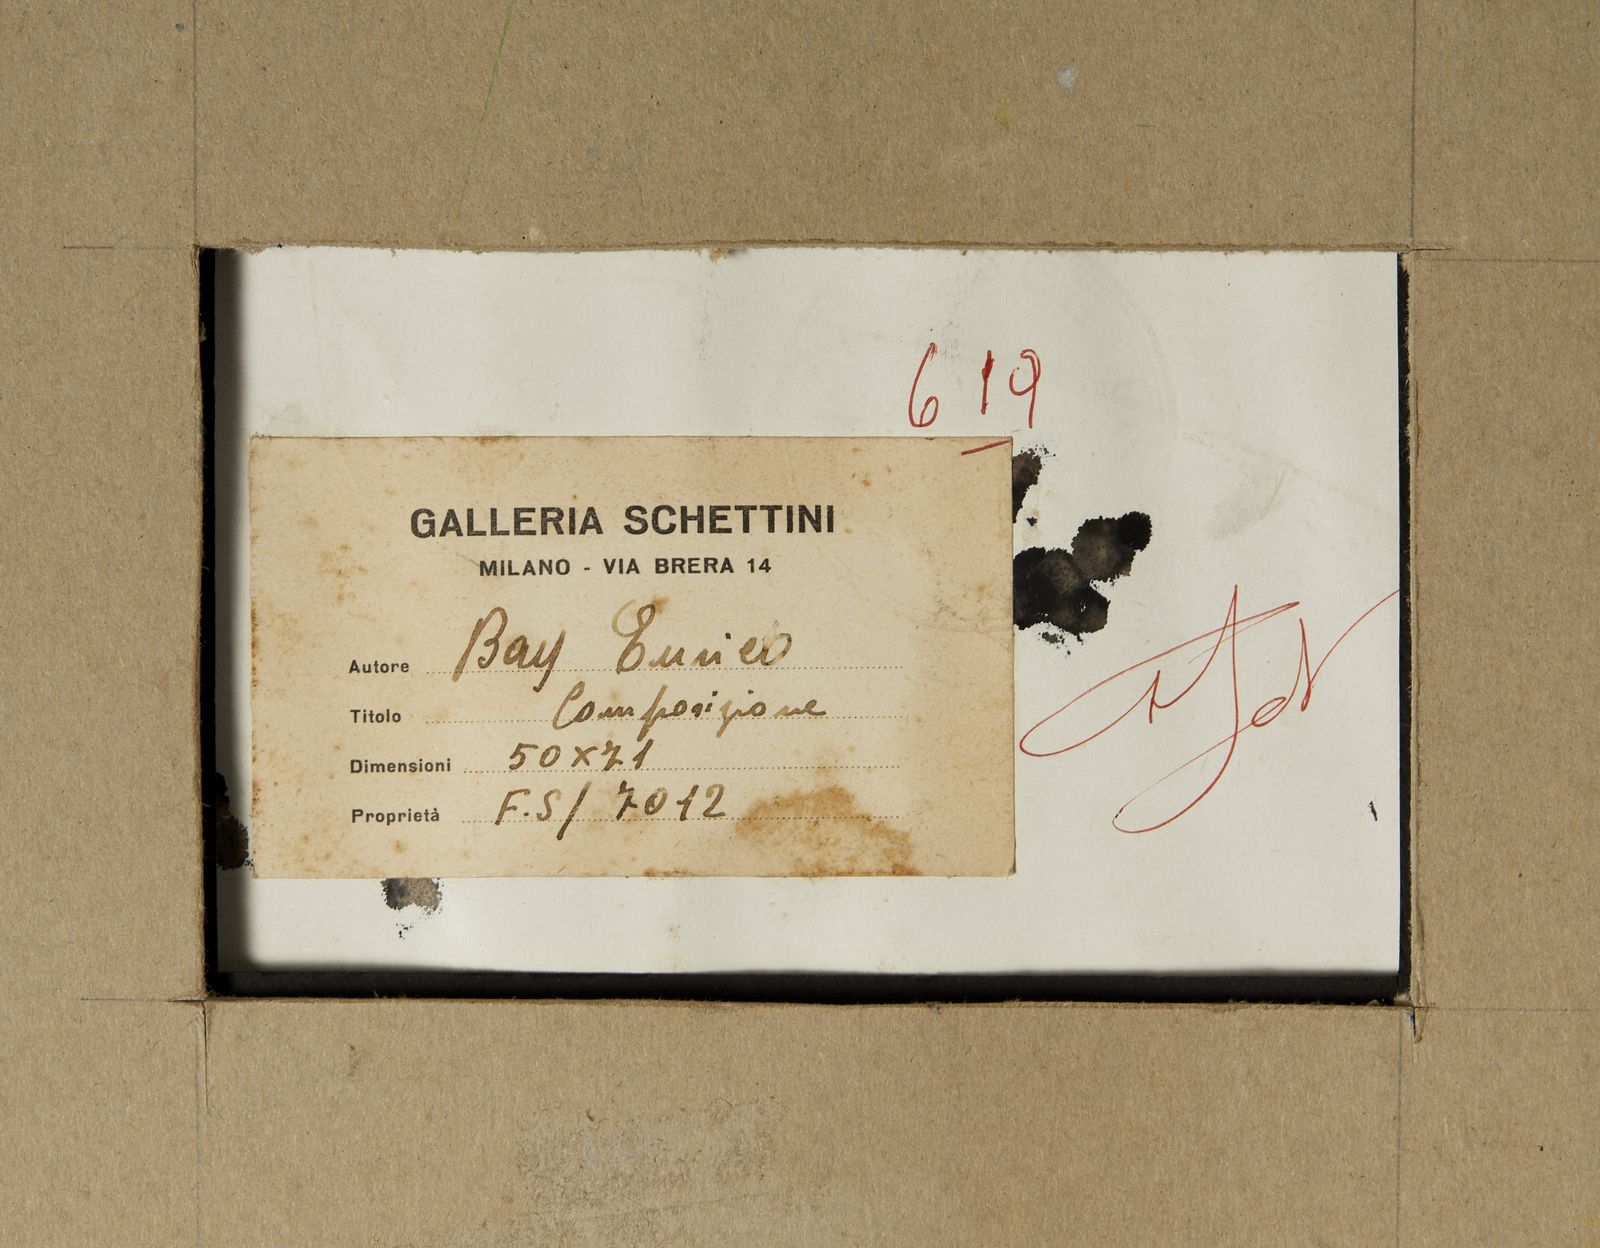 619
GALLERIA SCHETTINI
MILANO - VIA BRERA 14
Autore Bay Enrico
Titolo Composizione
Dimensioni 50x71
Proprietà F.S/ 7012